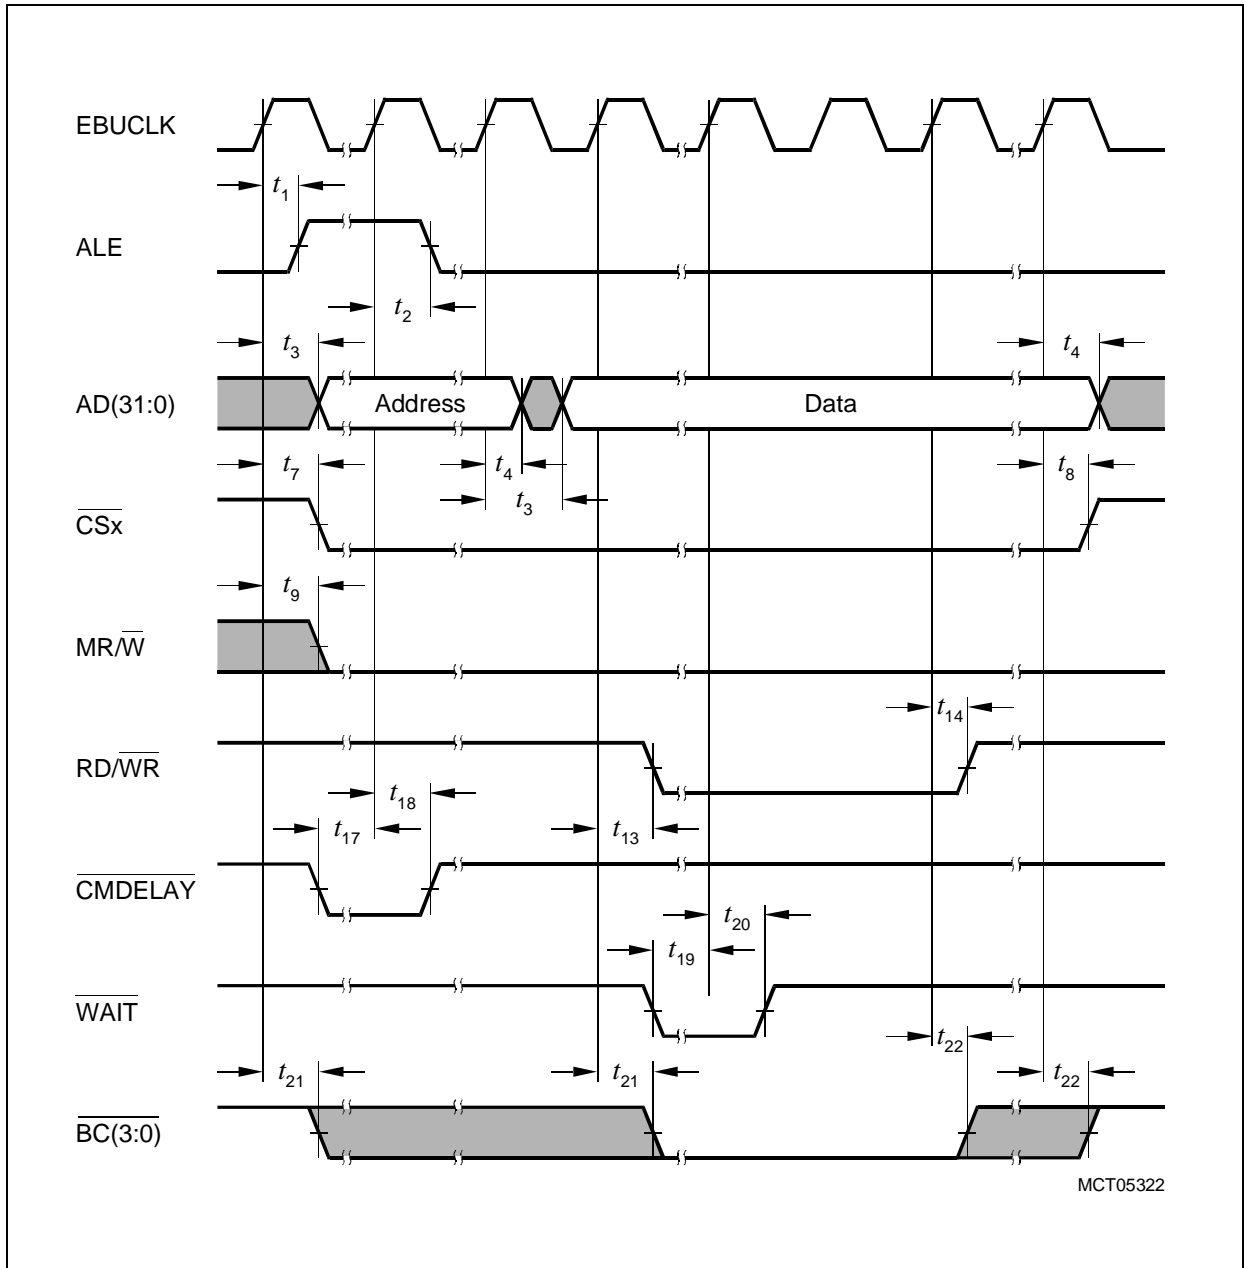 EBUCLK
t1
ALE
t2
t3 t4
AD(31:0) Address Data
t7 t4 t8
t3
CSx
t9
MR/W
t14
RD/WR
t18
t17 t13
CMDELAY
t20
t19
WAIT
t22
t21 t21 t22
BC(3:0)
MCT05322